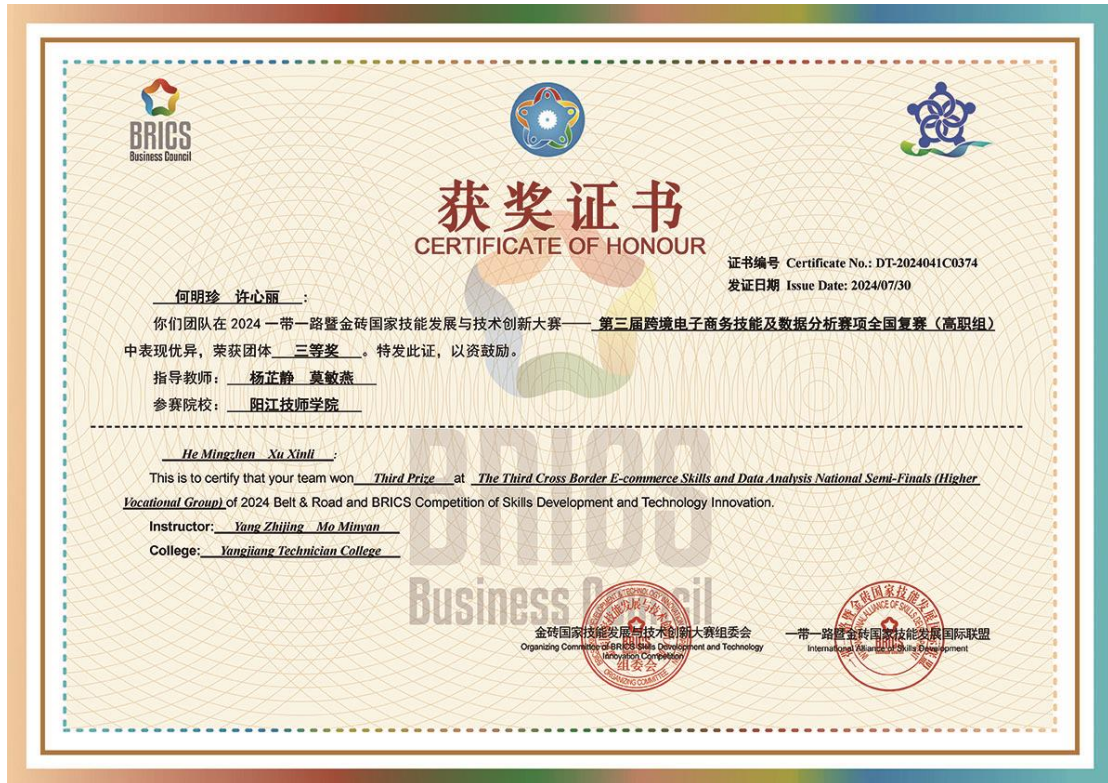 BRICS
Business Council
获奖证书
CERTIFICATE OF HONOUR
证书编号 Certificate No.: DT-2024041C0374
发证日期 Issue Date: 2024/07/30
何明珍 许心丽 :
你们团队在 2024 一带一路暨金砖国家技能发展与技术创新大赛——第三届跨境电子商务技能及数据分析赛项全国复赛（高职组）
中表现优异，荣获团体 三等奖 。特发此证，以资鼓励。
指导教师： 杨芷静 莫敏燕
参赛院校： 阳江技师学院
He Mingzhen Xu Xinli :
This is to certify that your team won Third Prize at The Third Cross Border E-commerce Skills and Data Analysis National Semi-Finals (Higher
Vocational Group) of 2024 Belt & Road and BRICS Competition of Skills Development and Technology Innovation.
Instructor: Yang Zhijing Mo Minyan
College: Yangjiang Technician College
BRICS
Business Council
金砖国家技能发展与技术创新大赛组委会
Organizing Committee of BRICS Skills Development and Technology
Innovation Competition
组委会
ORGANIZING COMMITTEE
一带一路暨金砖国家技能发展国际联盟
International Alliance of Skills Development